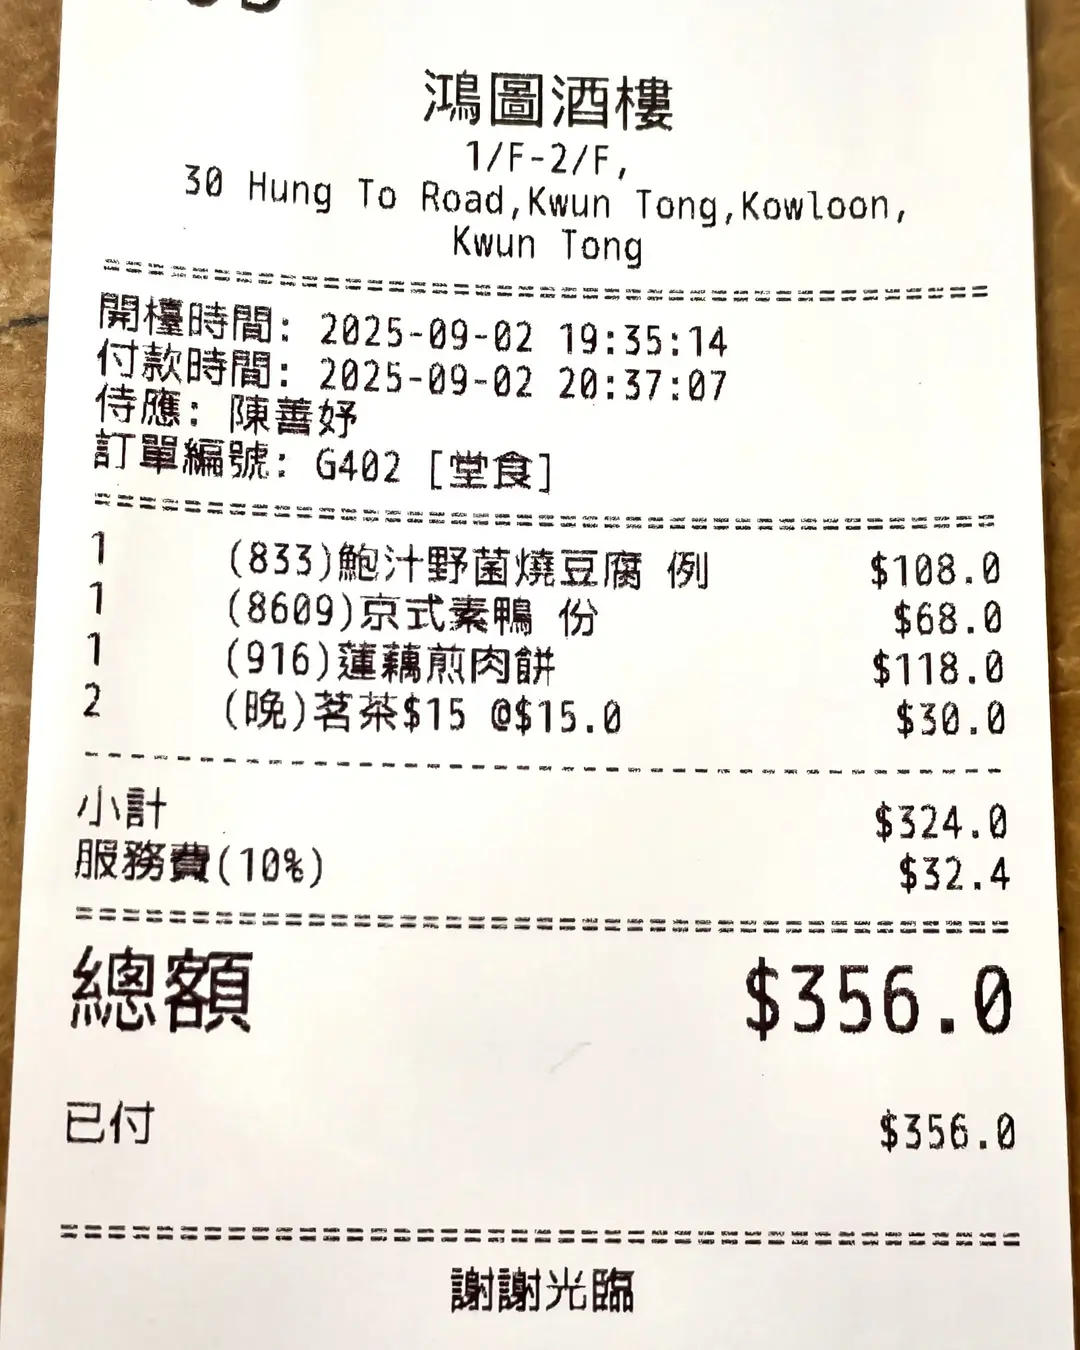 鴻圖酒樓
1/F-2/F,
30 Hung To Road,Kwun Tong,Kowloon,
Kwun Tong
開檯時間: 2025-09-02 19:35:14
付款時間: 2025-09-02 20:37:07
侍應: 陳善妤
訂單編號: G402 [堂食]
1 (833)鮑汁野菌燒豆腐 例 $108.0
1 (8609)京式素鴨 份 $68.0
1 (916)蓮藕煎肉餅 $118.0
2 (晚)茗茶$15 @$15.0 $30.0
小計 $324.0
服務費(10%) $32.4
總額 $356.0
已付 $356.0
謝謝光臨